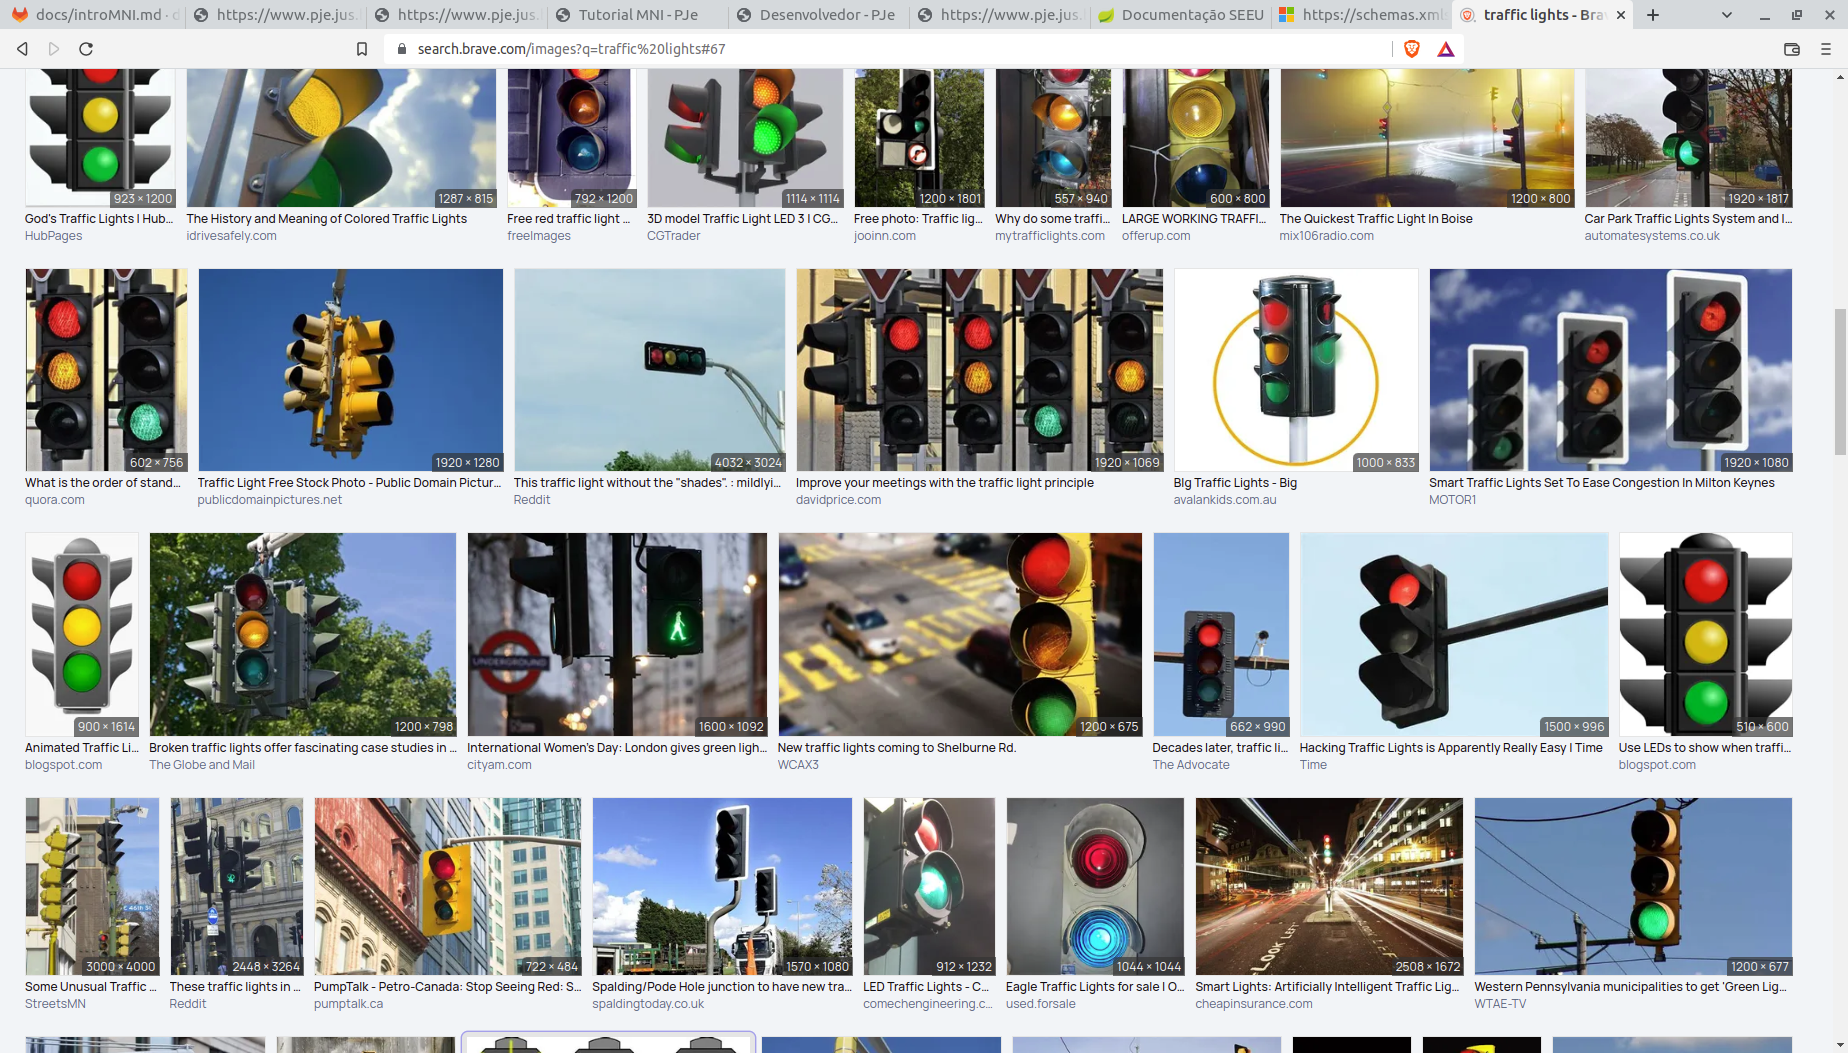 docs/introMNI.md · d
https://www.pje.jus.
https://www.pje.jus.
Tutorial MNI - PJe
Desenvolvedor - PJe
https://www.pje.jus.
Documentação SEEU
https://schemas.xmls
traffic lights - Brav
search.brave.com/images?q=traffic%20lights#67
923 × 1200
1287 × 815
792 × 1200
1114 × 1114
1200 × 1801
557 × 940
600 × 800
1200 × 800
1920 × 1817
God's Traffic Lights | Hub...
The History and Meaning of Colored Traffic Lights
Free red traffic light ...
3D model Traffic Light LED 3 | CG...
Free photo: Traffic lig...
Why do some traffi...
LARGE WORKING TRAFFI...
The Quickest Traffic Light In Boise
Car Park Traffic Lights System and I...
HubPages
idrivesafely.com
freeImages
CGTrader
jooinn.com
mytrafficlights.com
offerup.com
mix106radio.com
automatesystems.co.uk
602 × 756
1920 × 1280
4032 × 3024
1920 × 1069
1000 × 833
1920 × 1080
What is the order of stand...
Traffic Light Free Stock Photo - Public Domain Pictur...
This traffic light without the "shades". : mildlyi...
Improve your meetings with the traffic light principle
BIg Traffic Lights - Big
Smart Traffic Lights Set To Ease Congestion In Milton Keynes
quora.com
publicdomainpictures.net
Reddit
davidprice.com
avalankids.com.au
MOTOR1
UNDERGROUND
900 × 1614
1200 × 798
1600 × 1092
1200 × 675
662 × 990
1500 × 996
510 × 600
Animated Traffic Li...
Broken traffic lights offer fascinating case studies in ...
International Women's Day: London gives green ligh...
New traffic lights coming to Shelburne Rd.
Decades later, traffic li...
Hacking Traffic Lights is Apparently Really Easy | Time
Use LEDs to show when traffi...
blogspot.com
The Globe and Mail
cityam.com
WCAX3
The Advocate
Time
blogspot.com
E 46th St
LOOK LEFT
LOOK LEFT
3000 × 4000
2448 × 3264
722 × 484
1570 × 1080
912 × 1232
1044 × 1044
2508 × 1672
1200 × 677
Some Unusual Traffic ...
These traffic lights in ...
PumpTalk - Petro-Canada: Stop Seeing Red: S...
Spalding/Pode Hole junction to have new tra...
LED Traffic Lights - C...
Eagle Traffic Lights for sale | O...
Smart Lights: Artificially Intelligent Traffic Lig...
Western Pennsylvania municipalities to get 'Green Lig...
StreetsMN
Reddit
pumptalk.ca
spaldingtoday.co.uk
comechengineering.c...
used.forsale
cheapinsurance.com
WTAE-TV